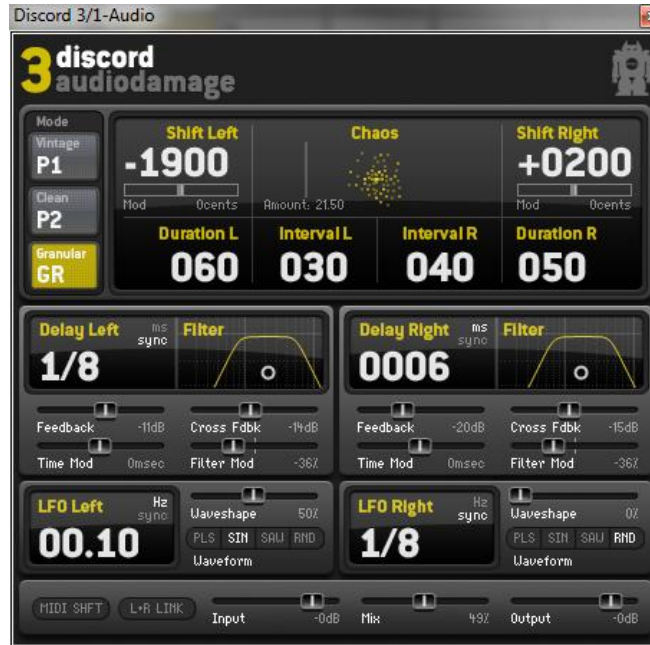 Discord 3/1-Audio
3 discord
audiodamage
Mode
Vintage
P1
Clean
P2
Granular
GR
Shift Left
-1900
Mod 0cents
Chaos
Amount: 21.50
Shift Right
+0200
Mod 0cents
Duration L
060
Interval L
030
Interval R
040
Duration R
050
Delay Left ms
sync
1/8
Filter
Feedback -11dB
Cross Fdbk -14dB
Time Mod 0msec
Filter Mod -36%
Delay Right ms
sync
0006
Filter
Feedback -20dB
Cross Fdbk -15dB
Time Mod 0msec
Filter Mod -36%
LFO Left Hz
sync
00.10
Waveshape 50%
PLS SIN SAW RND
Waveform
LFO Right Hz
sync
1/8
Waveshape 0%
PLS SIN SAW RND
Waveform
MIDI SHFT
L+R LINK
Input -0dB
Mix 49%
Output -0dB